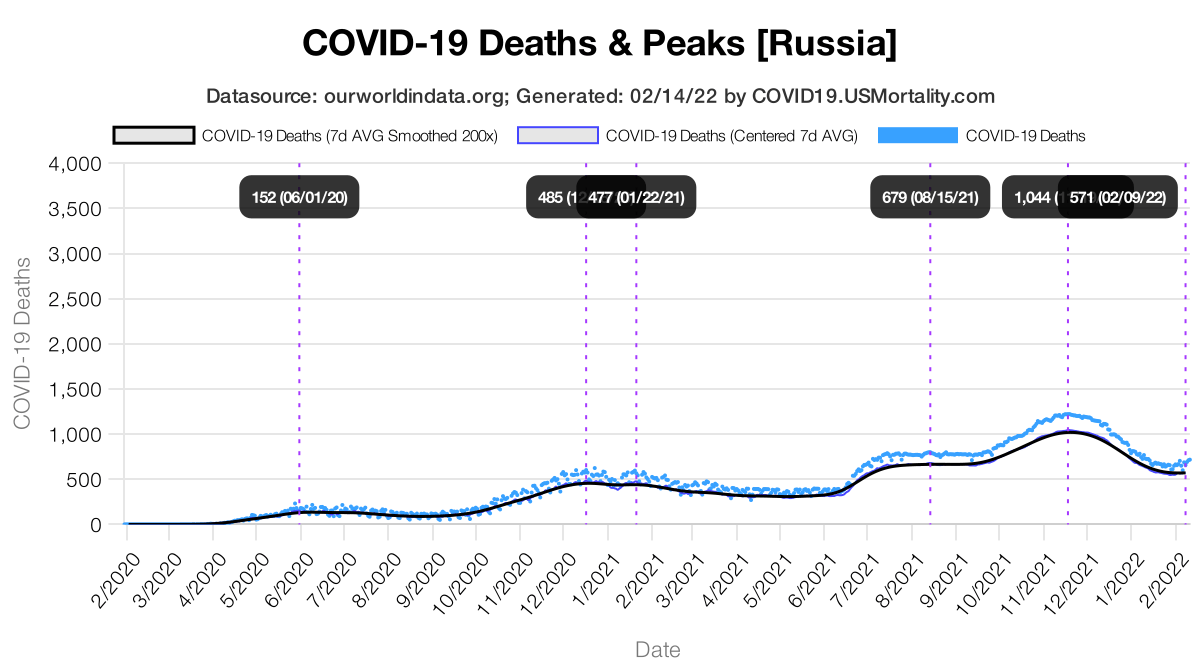 COVID-19 Deaths & Peaks [Russia]
Datasource: ourworldindata.org; Generated: 02/14/22 by COVID19.USMortality.com
COVID-19 Deaths (7d AVG Smoothed 200x) COVID-19 Deaths (Centered 7d AVG) COVID-19 Deaths
152 (06/01/20) 485 477 (01/22/21) 679 (08/15/21) 1,044 571 (02/09/22)
COVID-19 Deaths
4,000
3,500
3,000
2,500
2,000
1,500
1,000
500
0
2/2020 3/2020 4/2020 5/2020 6/2020 7/2020 8/2020 9/2020 10/2020 11/2020 12/2020 1/2021 2/2021 3/2021 4/2021 5/2021 6/2021 7/2021 8/2021 9/2021 10/2021 11/2021 12/2021 1/2022 2/2022
Date